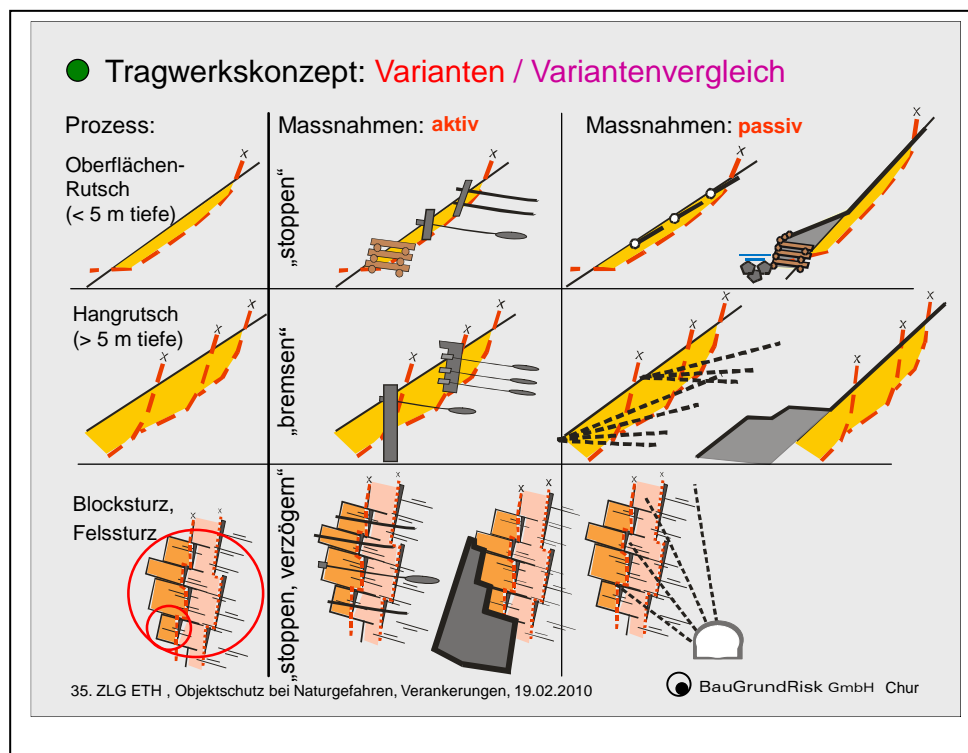 Tragwerkskonzept: Varianten / Variantenvergleich
Prozess:
Massnahmen: aktiv
Massnahmen: passiv
Oberflächen-
Rutsch
(< 5 m tiefe)
„stoppen“
x
x
x
x
Hangrutsch
(> 5 m tiefe)
„bremsen“
x
x
x
x
x
x
x
x
x
x
x
x
Blocksturz,
Felssturz
„stoppen, verzögern“
x
x
x
x
x
x
x
x
35. ZLG ETH , Objektschutz bei Naturgefahren, Verankerungen, 19.02.2010
BauGrundRisk GmbH Chur